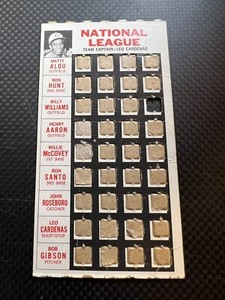 NATIONAL
LEAGUE
TEAM CAPTAIN/LEO CARDENAS
MATTY
ALOU
OUTFIELD
RON
HUNT
2ND BASE
BILLY
WILLIAMS
OUTFIELD
HENRY
AARON
OUTFIELD
WILLIE
McCOVEY
1ST BASE
RON
SANTO
3RD BASE
JOHN
ROSEBORO
CATCHER
LEO
CARDENAS
SHORTSTOP
BOB
GIBSON
PITCHER